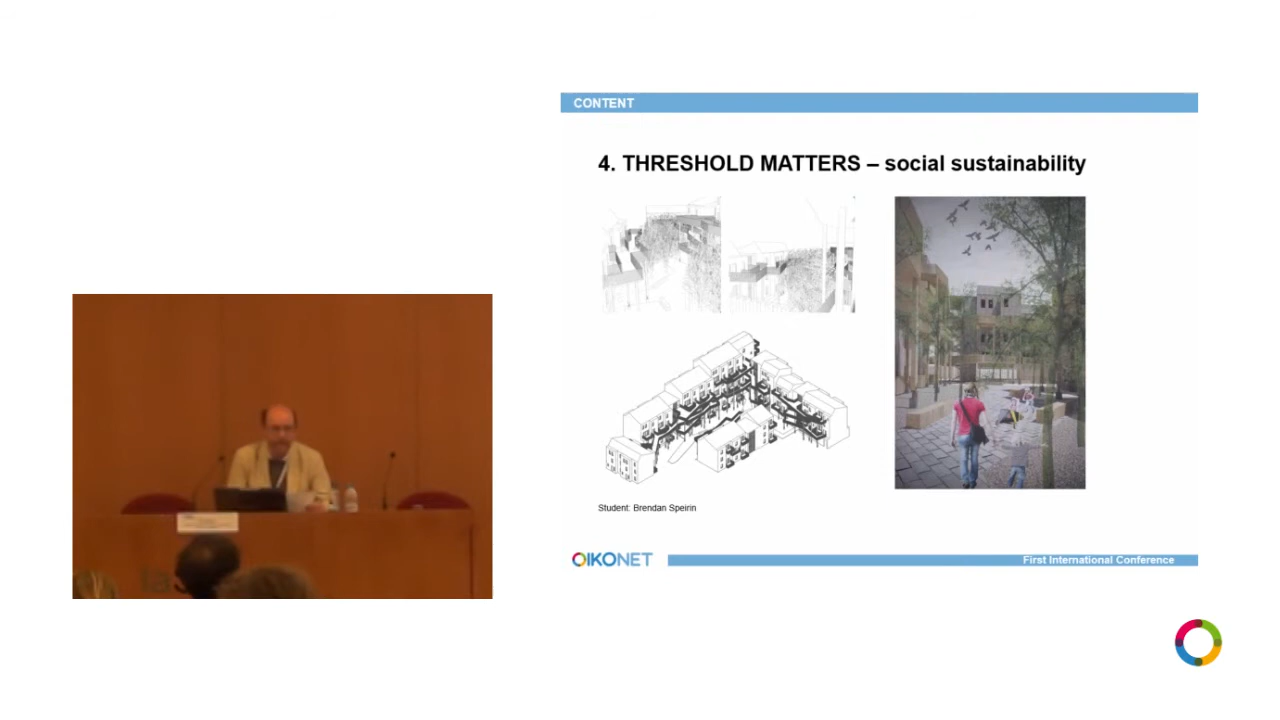 CONTENT
4. THRESHOLD MATTERS – social sustainability
Student: Brendan Speirin
OIKONET
First International Conference